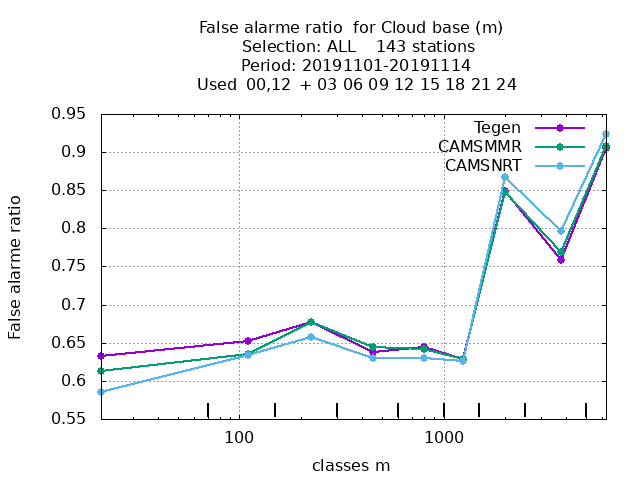 False alarme ratio  for Cloud base (m)
Selection: ALL    143 stations
Period: 20191101-20191114
Used  00,12  + 03 06 09 12 15 18 21 24
0.95
0.9
0.85
0.8
0.75
0.7
0.65
0.6
0.55
False alarme ratio
Tegen
CAMSMMR
CAMSNRT
100
1000
classes m